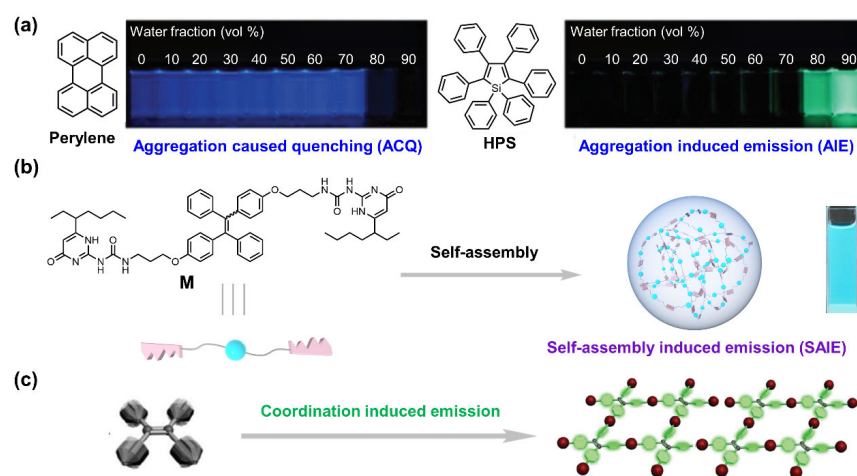 (a)
Water fraction (vol %)
0 10 20 30 40 50 60 70 80 90
Perylene
Aggregation caused quenching (ACQ)
Si
HPS
Water fraction (vol %)
0 10 20 30 40 50 60 70 80 90
Aggregation induced emission (AIE)
(b)
O
NH
N
O
N
H
O
N
H
O
O
H
N
O
H
N
N
HN
O
M
Self-assembly
Self-assembly induced emission (SAIE)
(c)
Coordination induced emission